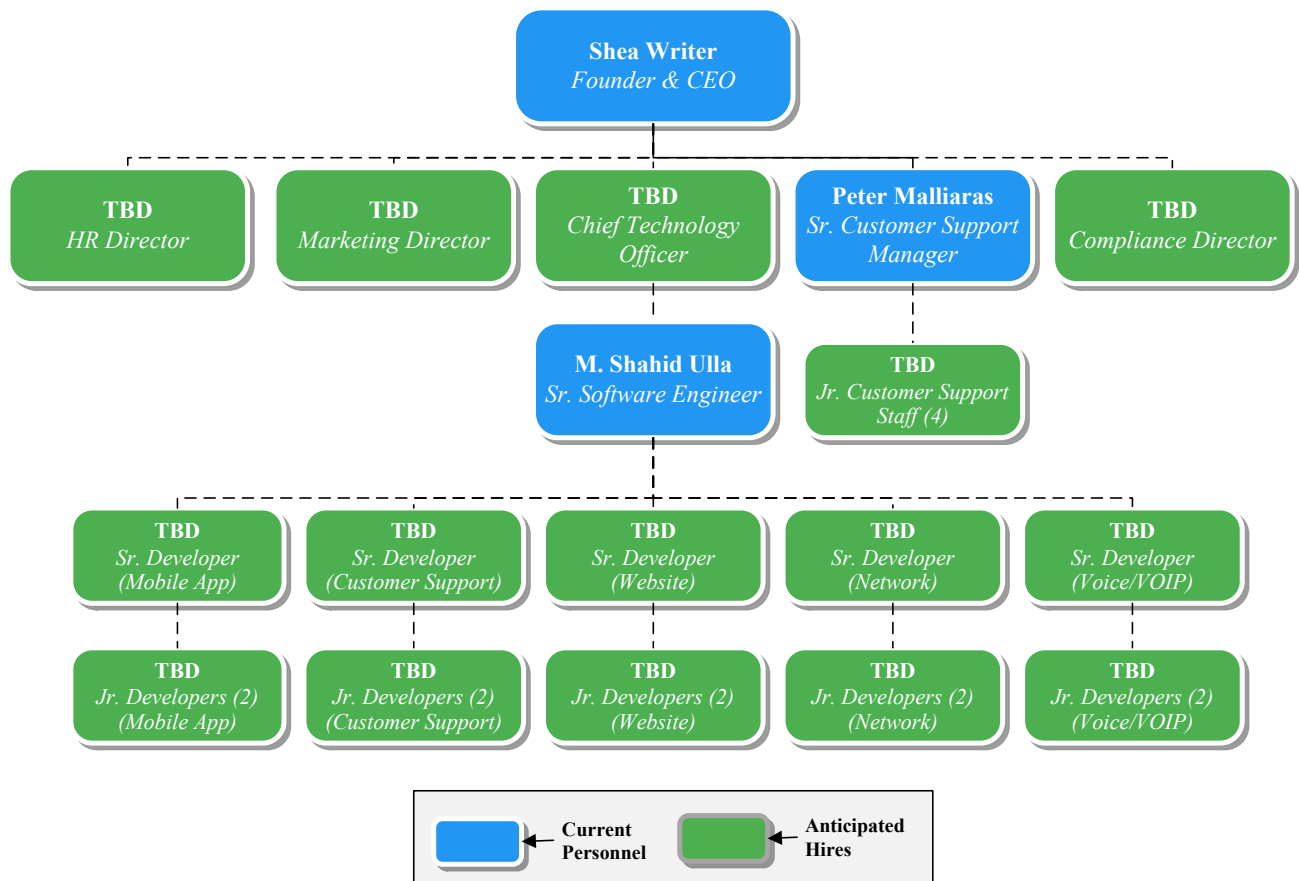 Shea Writer
Founder & CEO
TBD
HR Director
TBD
Marketing Director
TBD
Chief Technology
Officer
Peter Malliaras
Sr. Customer Support
Manager
TBD
Compliance Director
M. Shahid Ulla
Sr. Software Engineer
TBD
Jr. Customer Support
Staff (4)
TBD
Sr. Developer
(Mobile App)
TBD
Sr. Developer
(Customer Support)
TBD
Sr. Developer
(Website)
TBD
Sr. Developer
(Network)
TBD
Sr. Developer
(Voice/VOIP)
TBD
Jr. Developers (2)
(Mobile App)
TBD
Jr. Developers (2)
(Customer Support)
TBD
Jr. Developers (2)
(Website)
TBD
Jr. Developers (2)
(Network)
TBD
Jr. Developers (2)
(Voice/VOIP)
Current
Personnel
Anticipated
Hires